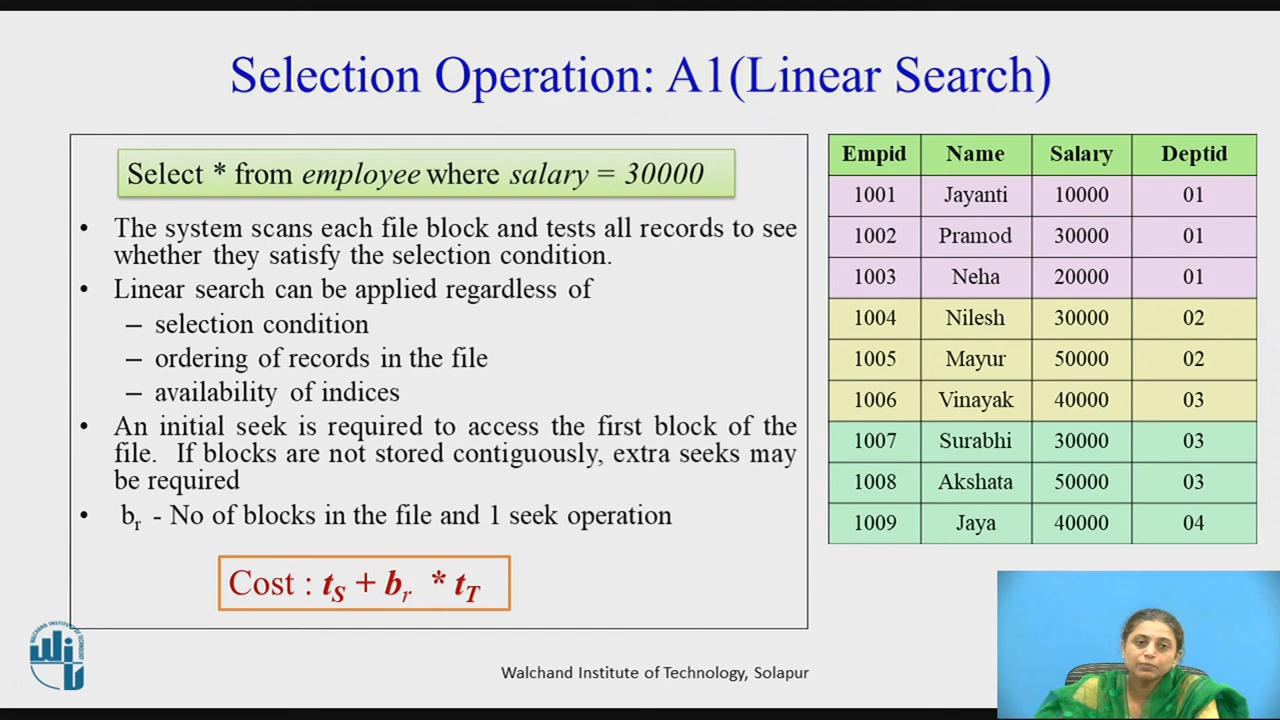 Selection Operation: A1(Linear Search)
Select * from employee where salary = 30000
• The system scans each file block and tests all records to see
whether they satisfy the selection condition.
• Linear search can be applied regardless of
– selection condition
– ordering of records in the file
– availability of indices
• An initial seek is required to access the first block of the
file. If blocks are not stored contiguously, extra seeks may
be required
• br - No of blocks in the file and 1 seek operation
Cost : tS + br * tT
Empid Name Salary Deptid
1001 Jayanti 10000 01
1002 Pramod 30000 01
1003 Neha 20000 01
1004 Nilesh 30000 02
1005 Mayur 50000 02
1006 Vinayak 40000 03
1007 Surabhi 30000 03
1008 Akshata 50000 03
1009 Jaya 40000 04
WALCHAND INSTITUTE OF TECHNOLOGY
WIT
Walchand Institute of Technology, Solapur